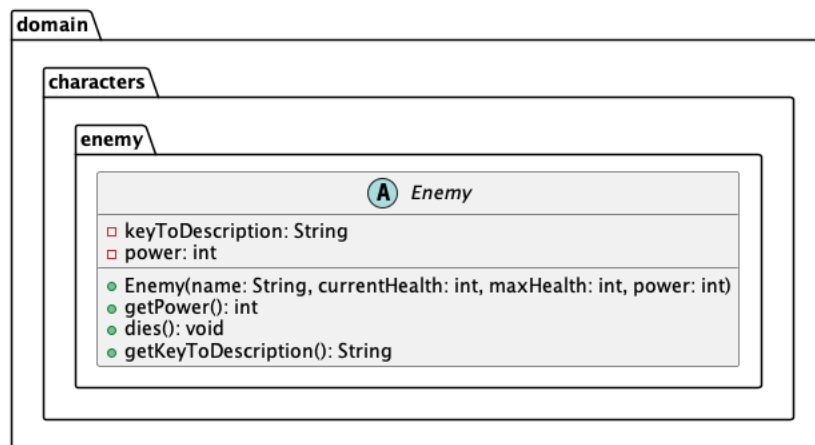 domain
characters
enemy
A Enemy
keyToDescription: String
power: int
Enemy(name: String, currentHealth: int, maxHealth: int, power: int)
getPower(): int
dies(): void
getKeyToDescription(): String